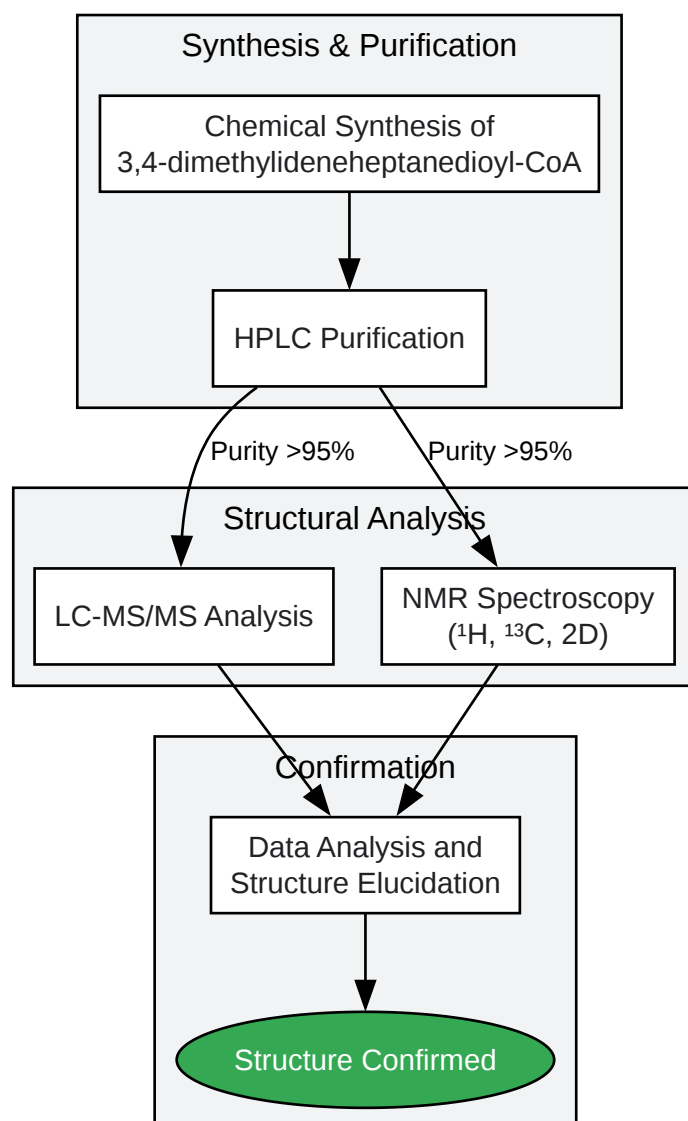 Synthesis & Purification
Chemical Synthesis of
3,4-dimethylideneheptanedioyl-CoA
HPLC Purification
Purity >95%
Purity >95%
Structural Analysis
LC-MS/MS Analysis
NMR Spectroscopy
(¹H, ¹³C, 2D)
Confirmation
Data Analysis and
Structure Elucidation
Structure Confirmed